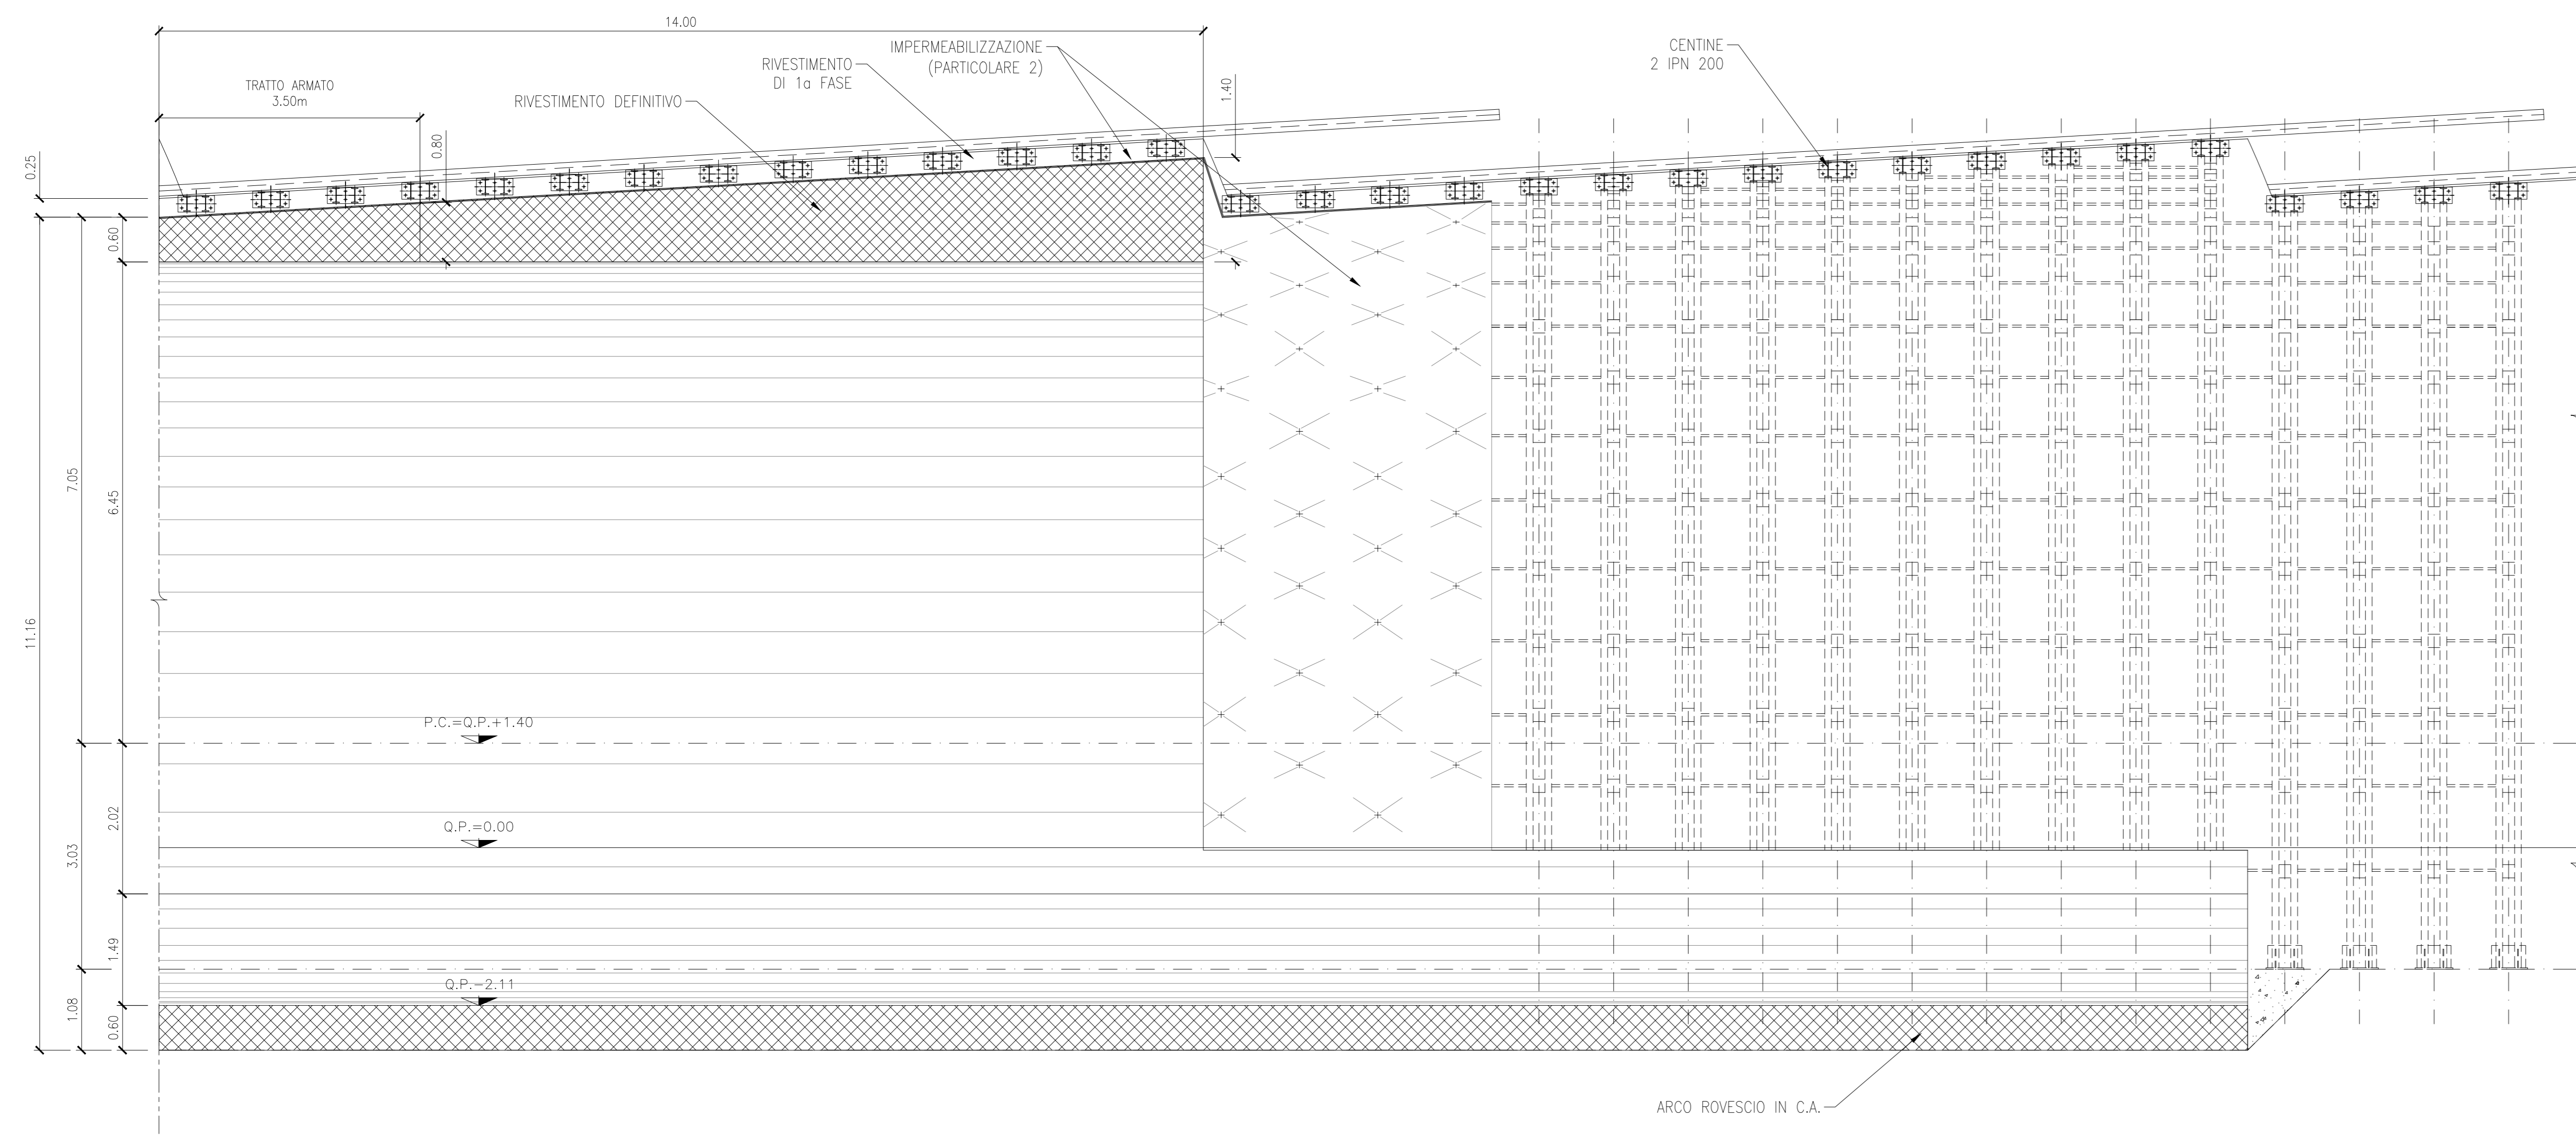 14.00
IMPERMEABILIZZAZIONE
(PARTICOLARE 2)
CENTINE
2 IPN 200
RIVESTIMENTO
DI 1a FASE
TRATTO ARMATO
3.50m
RIVESTIMENTO DEFINITIVO
1.40
0.80
0.25
0.60
7.05
6.45
11.16
P.C.=Q.P.+1.40
2.02
Q.P.=0.00
3.03
1.49
Q.P.-2.11
1.08
0.60
ARCO ROVESCIO IN C.A.